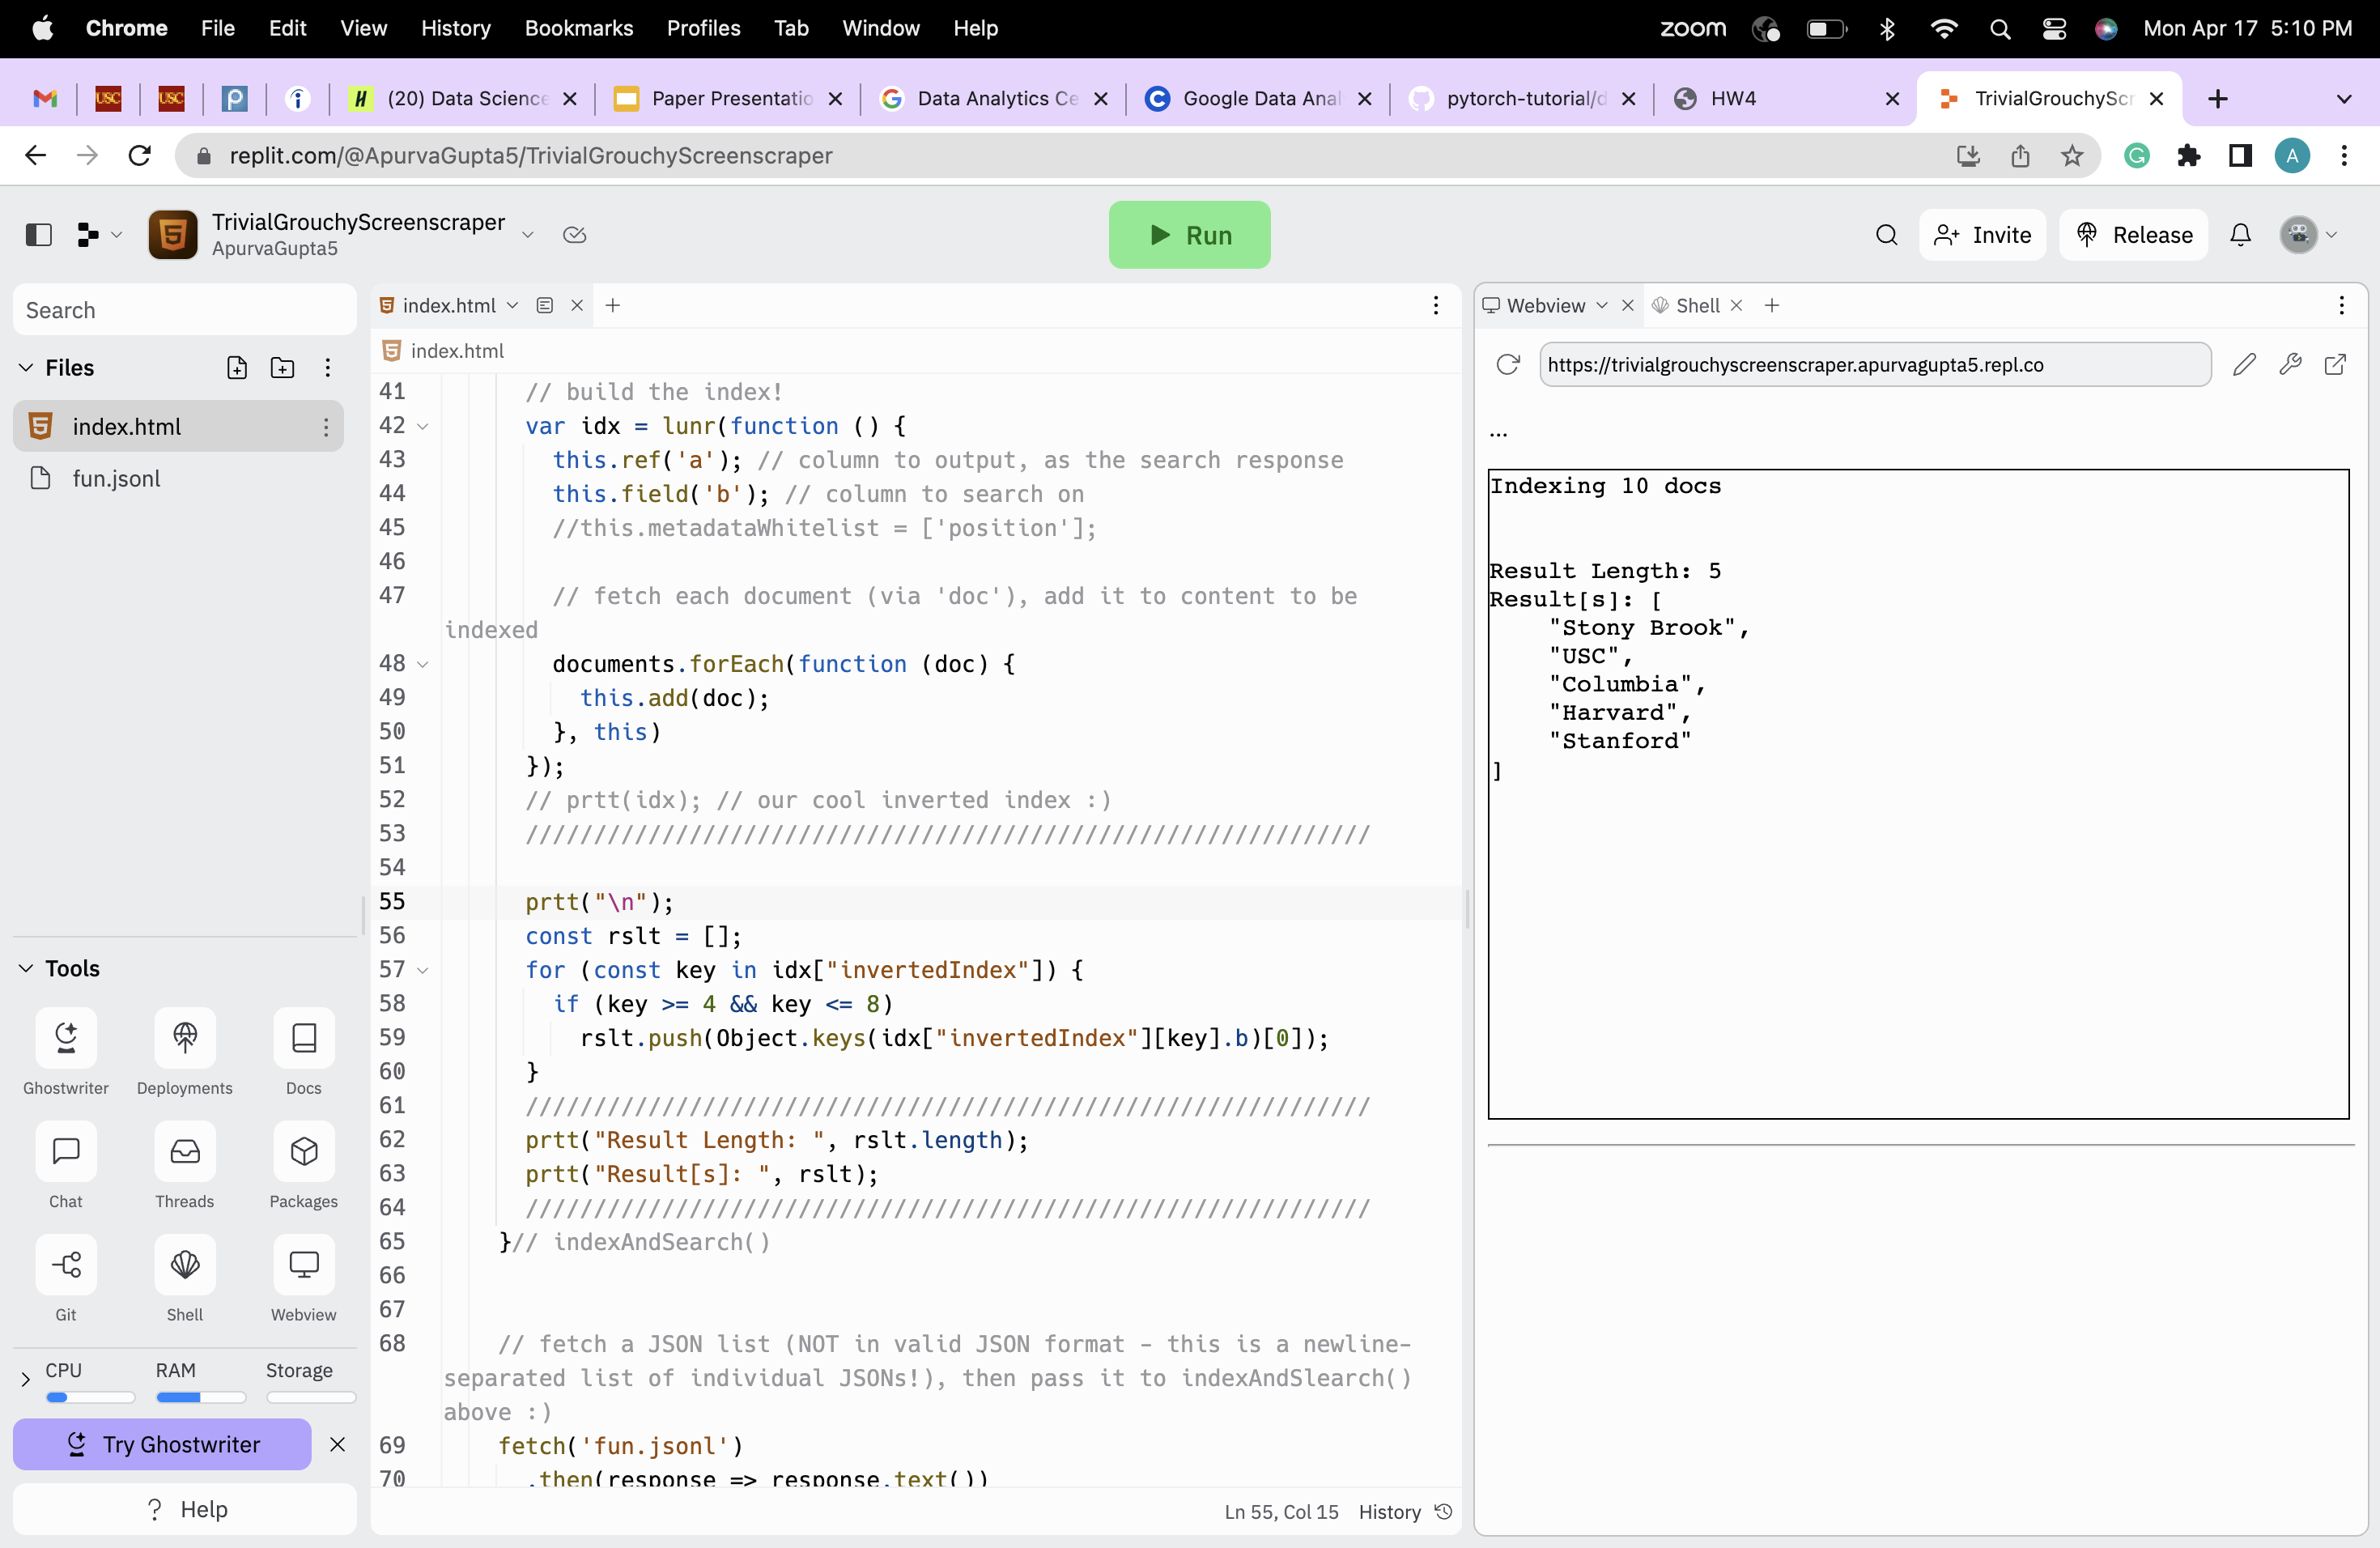 Chrome File Edit View History Bookmarks Profiles Tab Window Help zoom Mon Apr 17 5:10 PM
USC USC (20) Data Science Paper Presentatio Data Analytics Ce Google Data Anal pytorch-tutorial/d HW4 TrivialGrouchyScr
replit.com/@ApurvaGupta5/TrivialGrouchyScreenscraper A
TrivialGrouchyScreenscraper
ApurvaGupta5
Run
Invite Release
Search
Files
index.html
fun.jsonl
Tools
Ghostwriter Deployments Docs
Chat Threads Packages
Git Shell Webview
CPU RAM Storage
Try Ghostwriter
? Help
index.html
index.html
41 // build the index!
42 var idx = lunr(function () {
43 this.ref('a'); // column to output, as the search response
44 this.field('b'); // column to search on
45 //this.metadataWhitelist = ['position'];
46
47 // fetch each document (via 'doc'), add it to content to be
indexed
48 documents.forEach(function (doc) {
49 this.add(doc);
50 }, this)
51 });
52 // prtt(idx); // our cool inverted index :)
53 //////////////////////////////////////////////////////////////
54
55 prtt("\n");
56 const rslt = [];
57 for (const key in idx["invertedIndex"]) {
58 if (key >= 4 && key <= 8)
59 rslt.push(Object.keys(idx["invertedIndex"][key].b)[0]);
60 }
61 //////////////////////////////////////////////////////////////
62 prtt("Result Length: ", rslt.length);
63 prtt("Result[s]: ", rslt);
64 //////////////////////////////////////////////////////////////
65 }// indexAndSearch()
66
67
68 // fetch a JSON list (NOT in valid JSON format - this is a newline-
separated list of individual JSONs!), then pass it to indexAndSlearch()
above :)
69 fetch('fun.jsonl')
70 .then(response => response.text())
Ln 55, Col 15 History
Webview Shell
https://trivialgrouchyscreenscraper.apurvagupta5.repl.co
...
Indexing 10 docs
Result Length: 5
Result[s]: [
"Stony Brook",
"USC",
"Columbia",
"Harvard",
"Stanford"
]